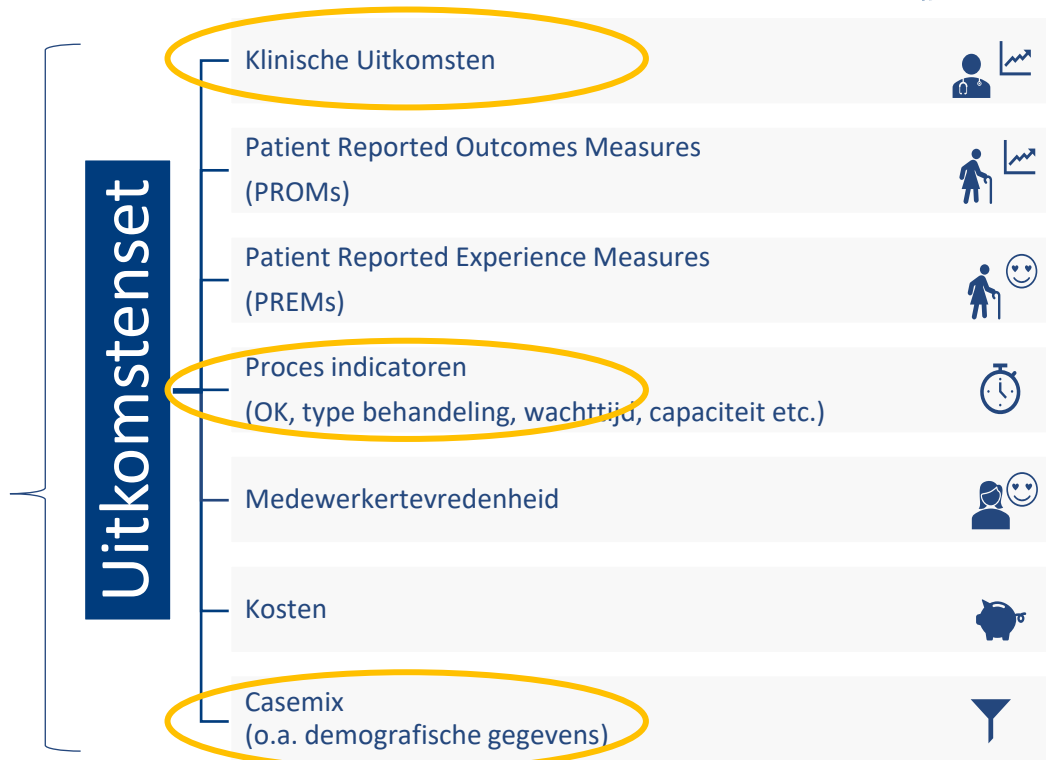 Uitkomstenset
Klinische Uitkomsten
Patient Reported Outcomes Measures
(PROMs)
Patient Reported Experience Measures
(PREMs)
Proces indicatoren
(OK, type behandeling, wachttijd, capaciteit etc.)
Medewerkertevredenheid
Kosten
Casemix
(o.a. demografische gegevens)